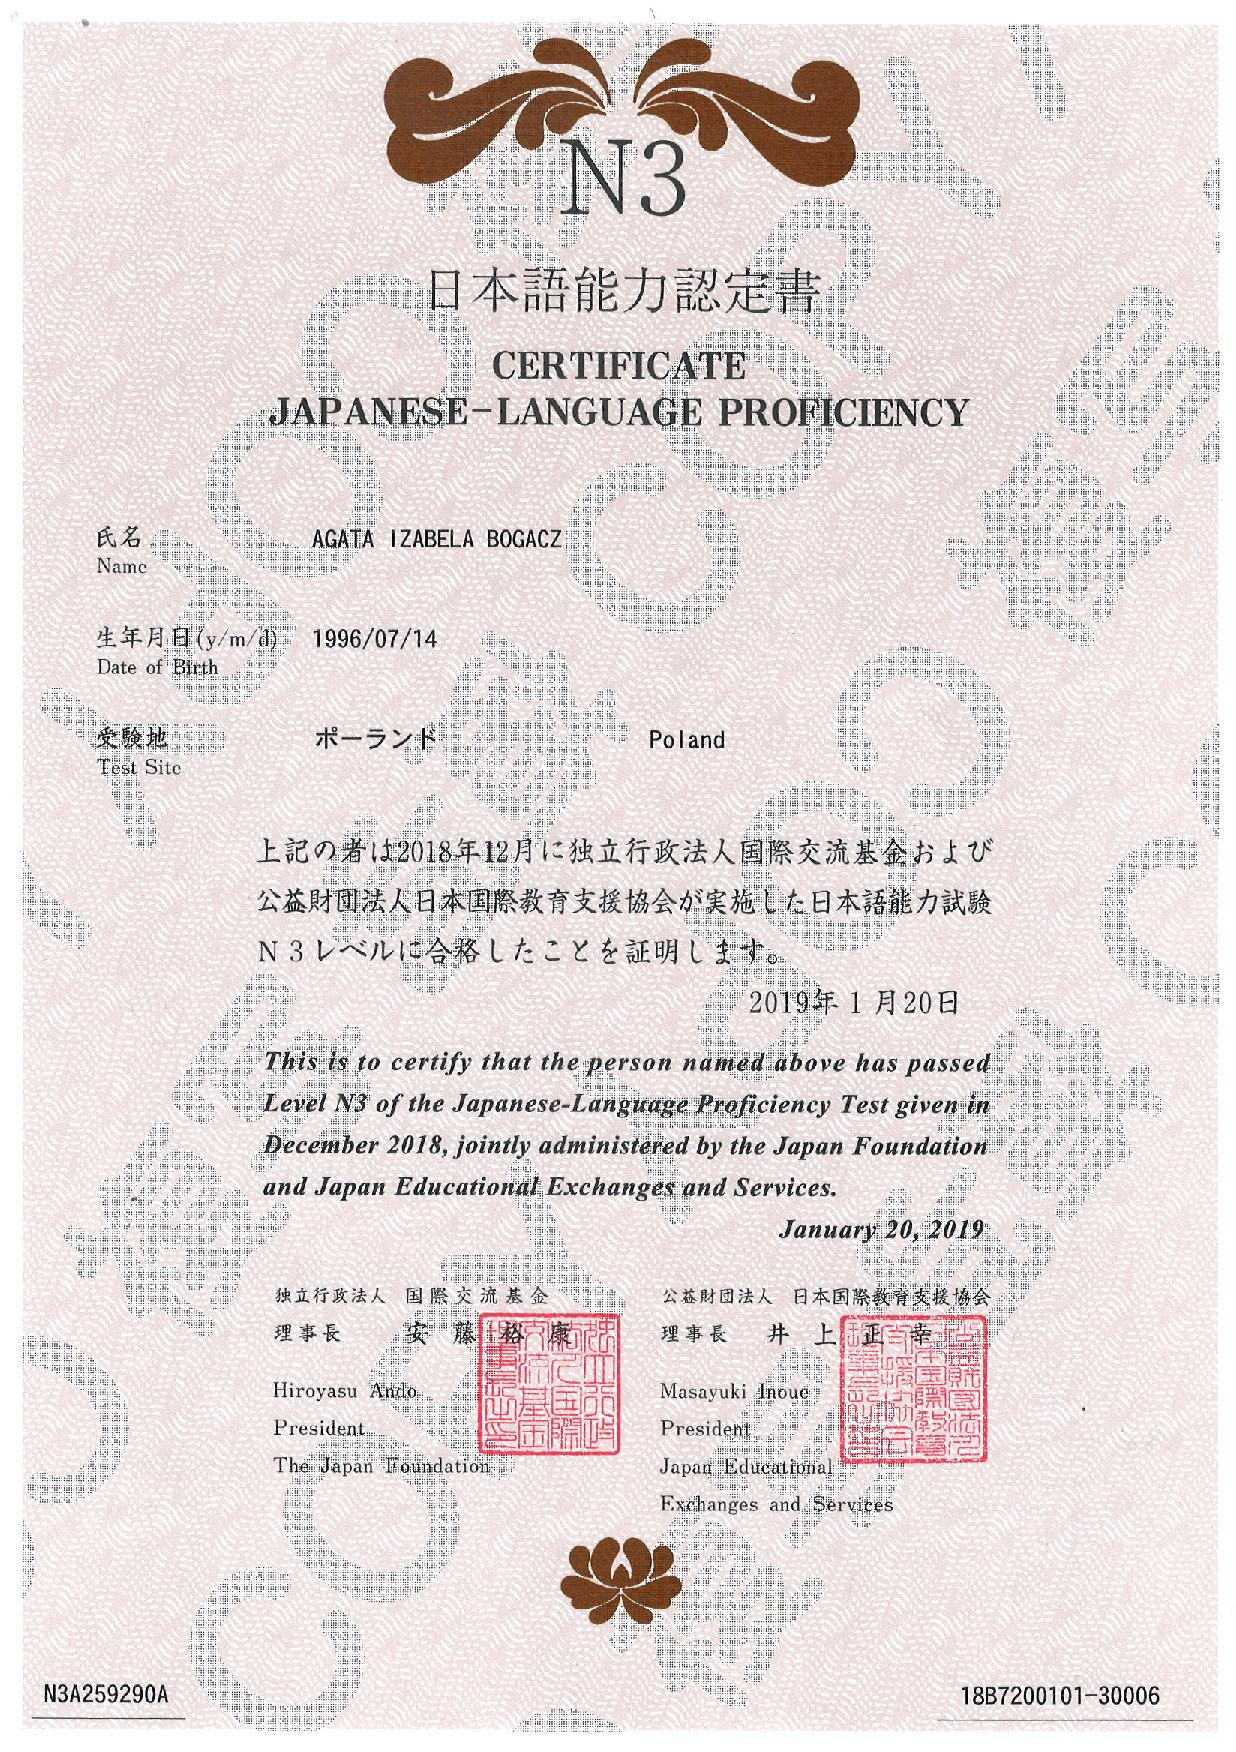 N3
日本語能力認定書
CERTIFICATE
JAPANESE-LANGUAGE PROFICIENCY
氏名 AGATA IZABELA BOGACZ
Name
生年月日(y/m/d) 1996/07/14
Date of Birth
受験地 ポーランド Poland
Test Site
上記の者は2018年12月に独立行政法人国際交流基金および
公益財団法人日本国際教育支援協会が実施した日本語能力試験
N3レベルに合格したことを証明します。
2019年1月20日
This is to certify that the person named above has passed
Level N3 of the Japanese-Language Proficiency Test given in
December 2018, jointly administered by the Japan Foundation
and Japan Educational Exchanges and Services.
January 20, 2019
独立行政法人 国際交流基金
理事長 安藤裕康
Hiroyasu Ando
President
The Japan Foundation
公益財団法人 日本国際教育支援協会
理事長 井上正幸
Masayuki Inoue
President
Japan Educational
Exchanges and Services
N3A259290A
18B7200101-30006